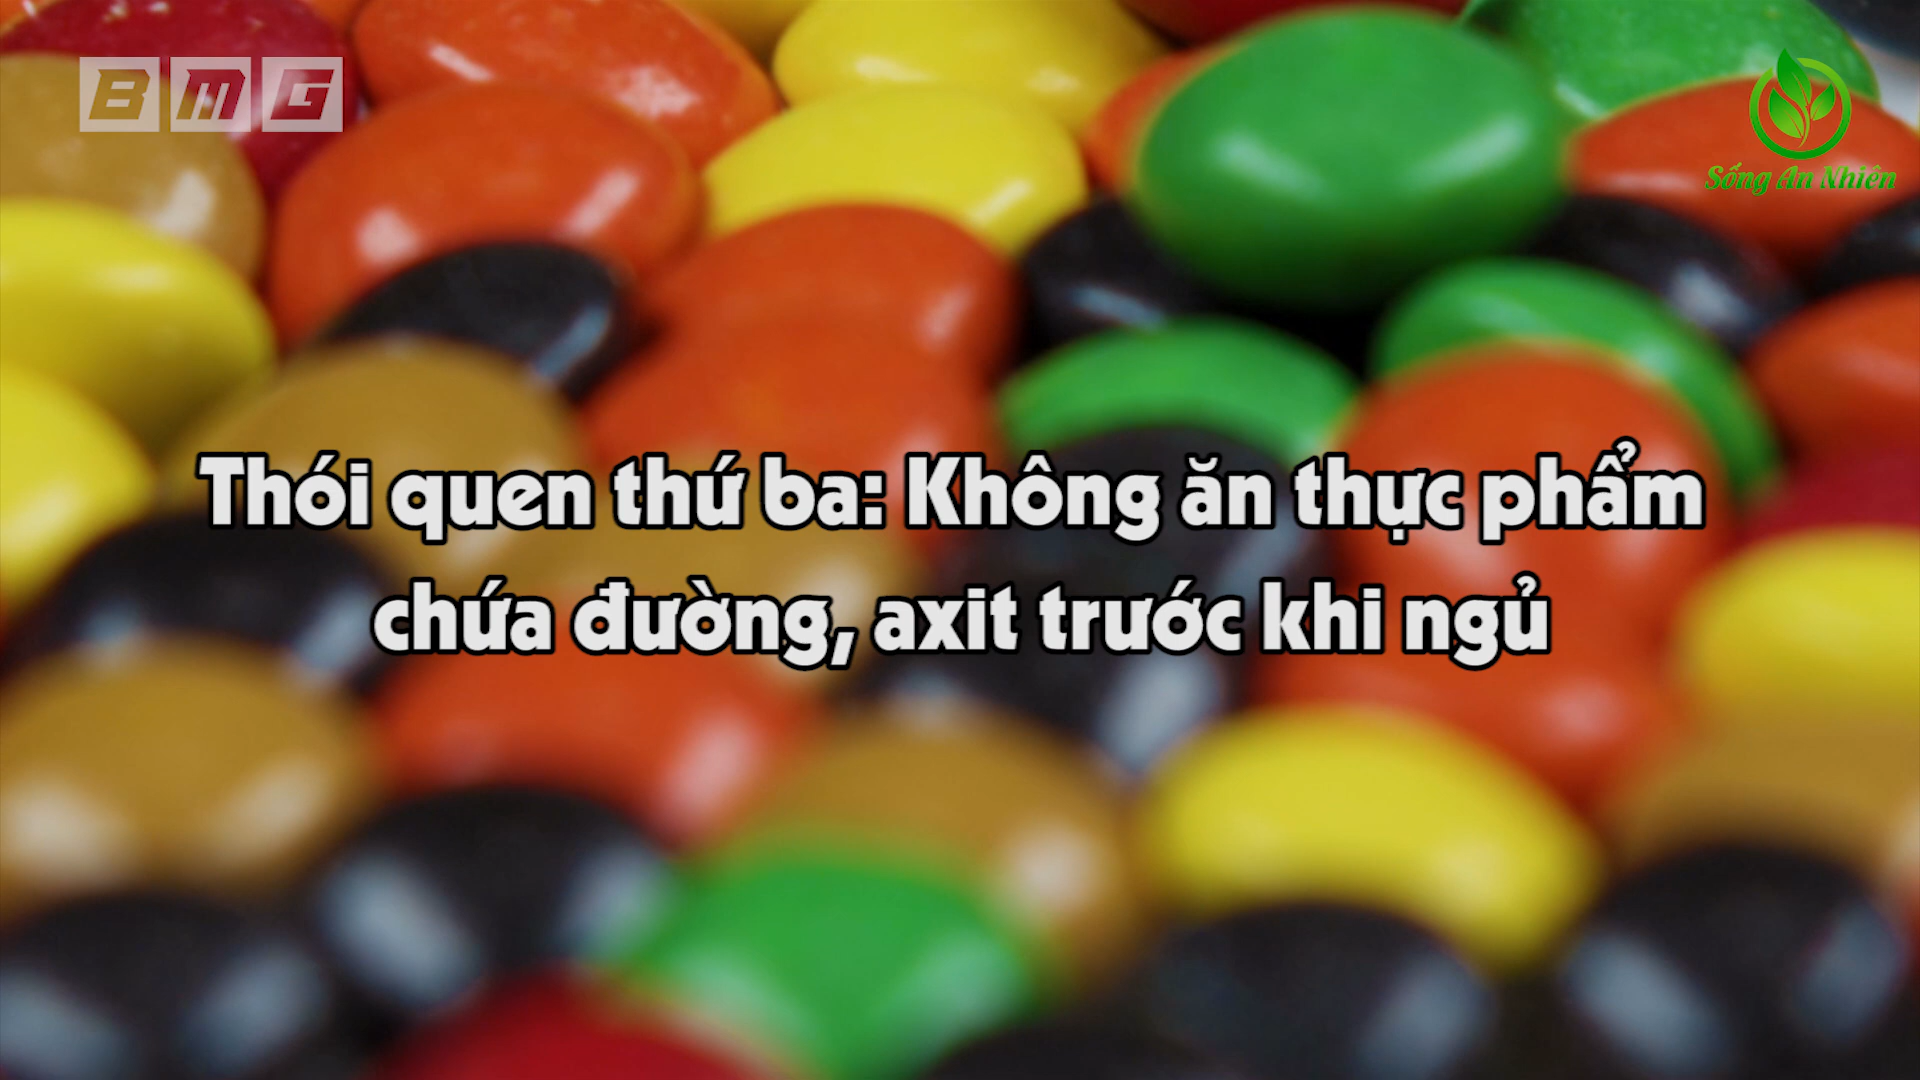 BMG
Sống An Nhiên
Thói quen thứ ba: Không ăn thực phẩm
chứa đường, axit trước khi ngủ